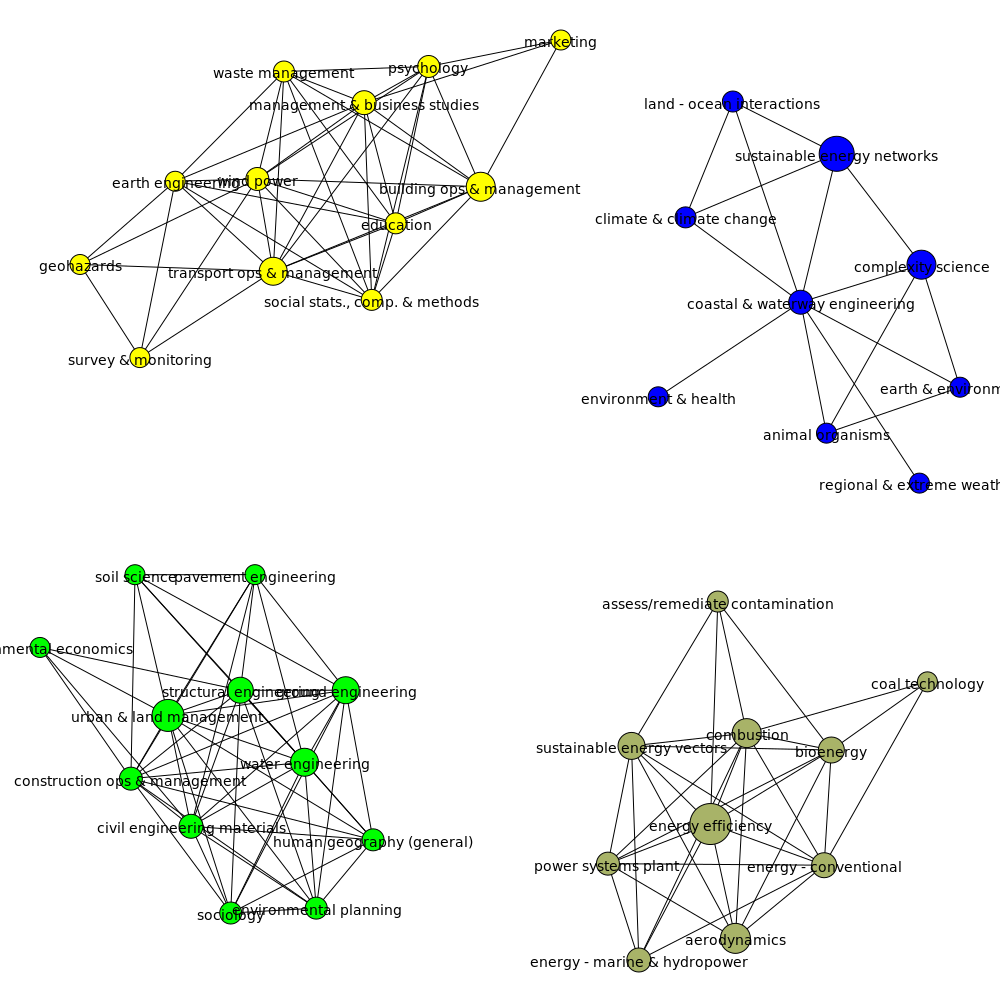 marketing
psychology
waste management
management & business studies
earth engineering
wind power
building ops & management
education
geohazards
transport ops & management
social stats., comp. & methods
survey & monitoring
land - ocean interactions
sustainable energy networks
climate & climate change
complexity science
coastal & waterway engineering
environment & health
earth & environm
animal organisms
regional & extreme weath
soil science
pavement engineering
mental economics
structural engineering
ground engineering
urban & land management
water engineering
construction ops & management
civil engineering materials
human geography (general)
sociology
environmental planning
assess/remediate contamination
coal technology
combustion
sustainable energy vectors
bioenergy
energy efficiency
power systems plant
energy - conventional
aerodynamics
energy - marine & hydropower